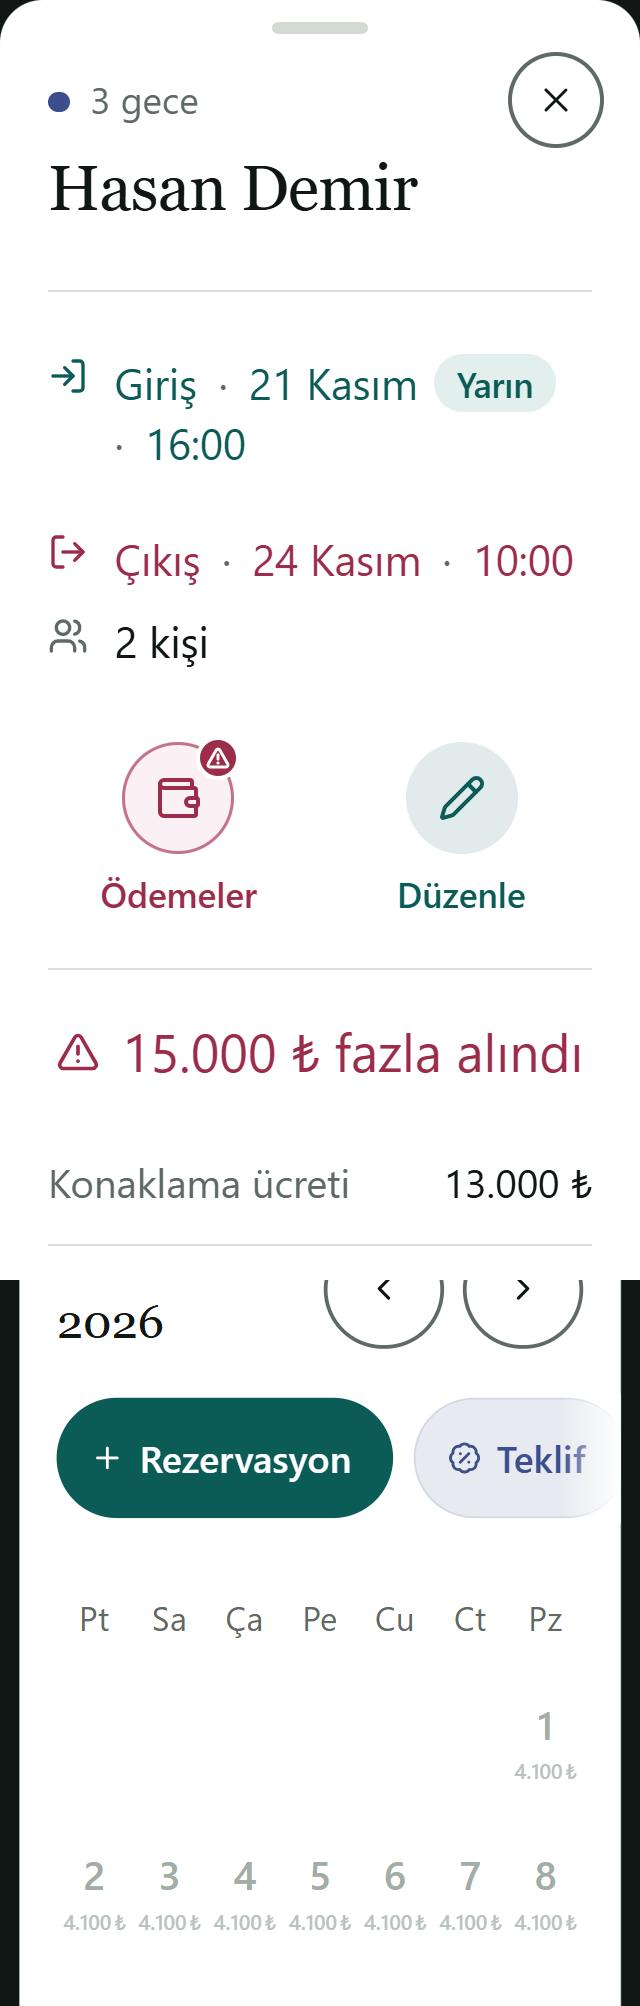 3 gece
Hasan Demir
Giriş · 21 Kasım Yarın
· 16:00
Çıkış · 24 Kasım · 10:00
2 kişi
Ödemeler Düzenle
15.000 ₺ fazla alındı
Konaklama ücreti 13.000 ₺
2026
+ Rezervasyon Teklif
Pt Sa Ça Pe Cu Ct Pz
1
4.100 ₺
2 3 4 5 6 7 8
4.100 ₺ 4.100 ₺ 4.100 ₺ 4.100 ₺ 4.100 ₺ 4.100 ₺ 4.100 ₺